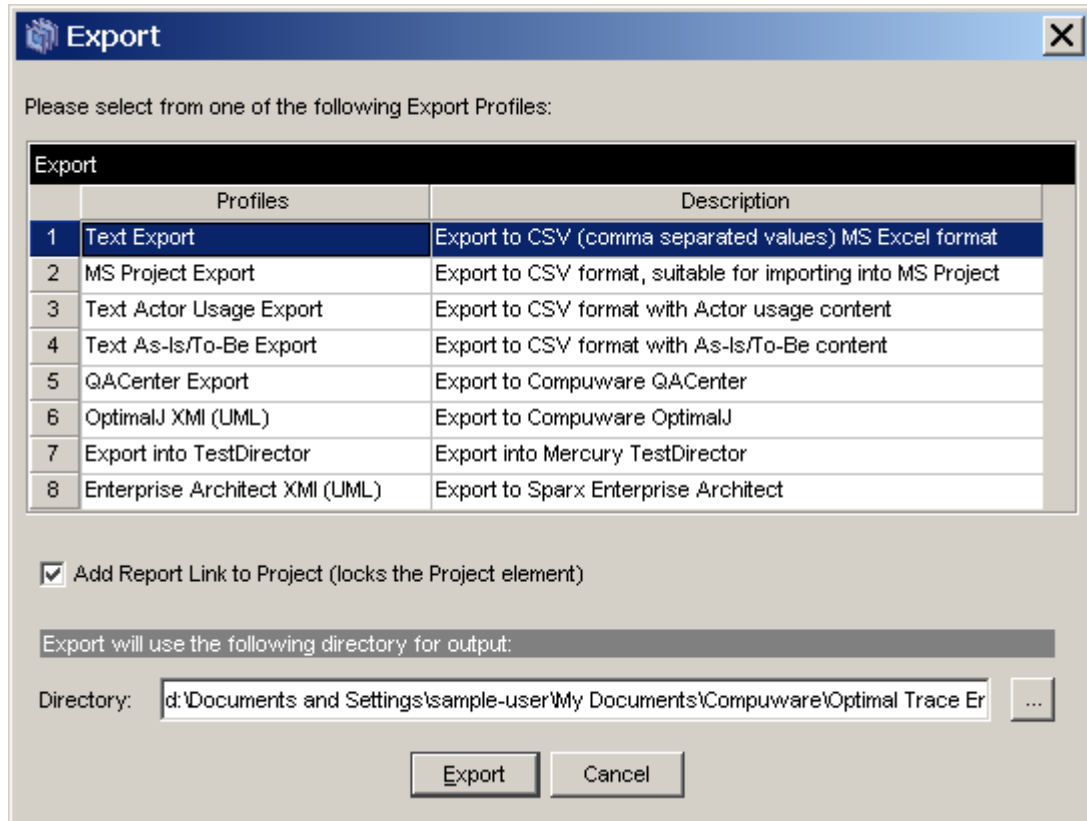 Export
Please select from one of the following Export Profiles:
Export
Profiles Description
1 Text Export Export to CSV (comma separated values) MS Excel format
2 MS Project Export Export to CSV format, suitable for importing into MS Project
3 Text Actor Usage Export Export to CSV format with Actor usage content
4 Text As-Is/To-Be Export Export to CSV format with As-Is/To-Be content
5 QACenter Export Export to Compuware QACenter
6 OptimalJ XMI (UML) Export to Compuware OptimalJ
7 Export into TestDirector Export into Mercury TestDirector
8 Enterprise Architect XMI (UML) Export to Sparx Enterprise Architect
Add Report Link to Project (locks the Project element)
Export will use the following directory for output:
Directory: d:\Documents and Settings\sample-user\My Documents\Compuware\Optimal Trace Er ...
Export Cancel